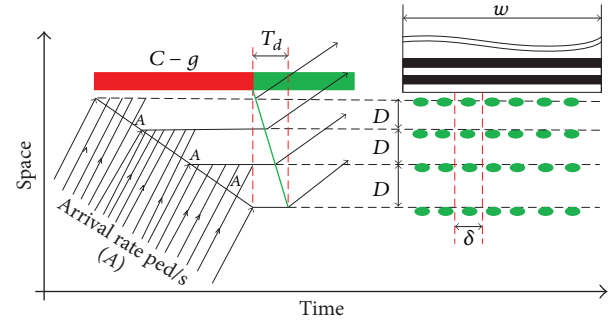 C − g
T_d
w
A
A
A
D
D
D
δ
Space
Arrival rate ped/s
(A)
Time